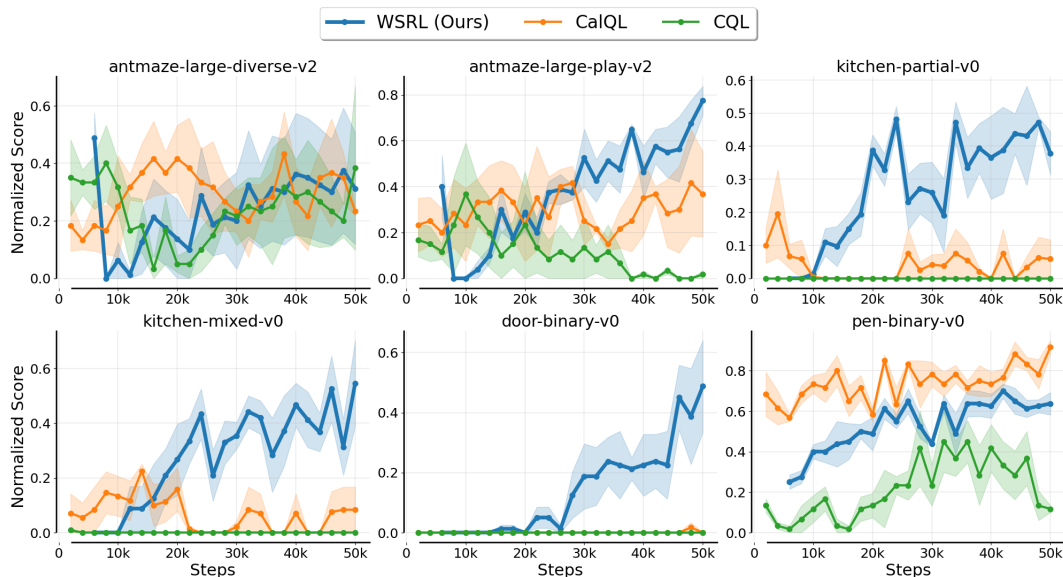 WSRL (Ours) CalQL CQL
antmaze-large-diverse-v2 antmaze-large-play-v2 kitchen-partial-v0
Normalized Score
0.6
0.4
0.2
0.0
0 10k 20k 30k 40k 50k
0.8
0.6
0.4
0.2
0.0
0 10k 20k 30k 40k 50k
0.6
0.5
0.4
0.3
0.2
0.1
0.0
0 10k 20k 30k 40k 50k
kitchen-mixed-v0 door-binary-v0 pen-binary-v0
Normalized Score
0.6
0.4
0.2
0.0
0 10k 20k 30k 40k 50k
Steps
0.6
0.4
0.2
0.0
0 10k 20k 30k 40k 50k
Steps
0.8
0.6
0.4
0.2
0.0
0 10k 20k 30k 40k 50k
Steps